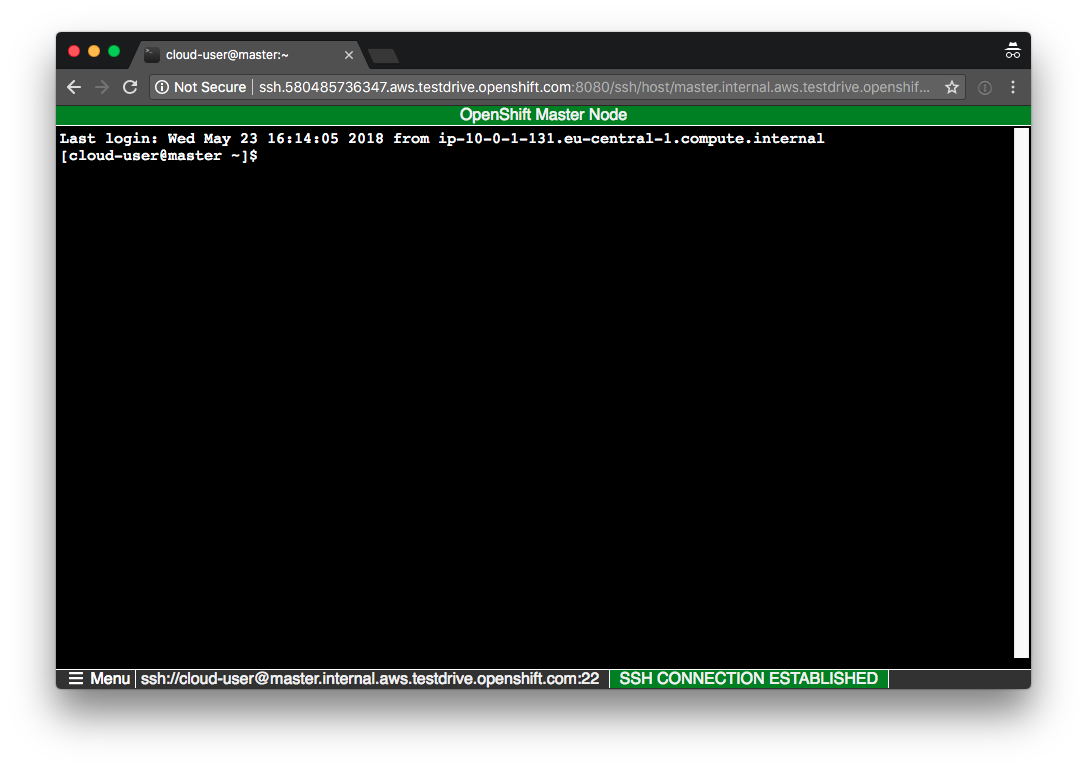 cloud-user@master:~
Not Secure | ssh.580485736347.aws.testdrive.openshift.com:8080/ssh/host/master.internal.aws.testdrive.openshif...
OpenShift Master Node
Last login: Wed May 23 16:14:05 2018 from ip-10-0-1-131.eu-central-1.compute.internal
[cloud-user@master ~]$
Menu ssh://cloud-user@master.internal.aws.testdrive.openshift.com:22 SSH CONNECTION ESTABLISHED